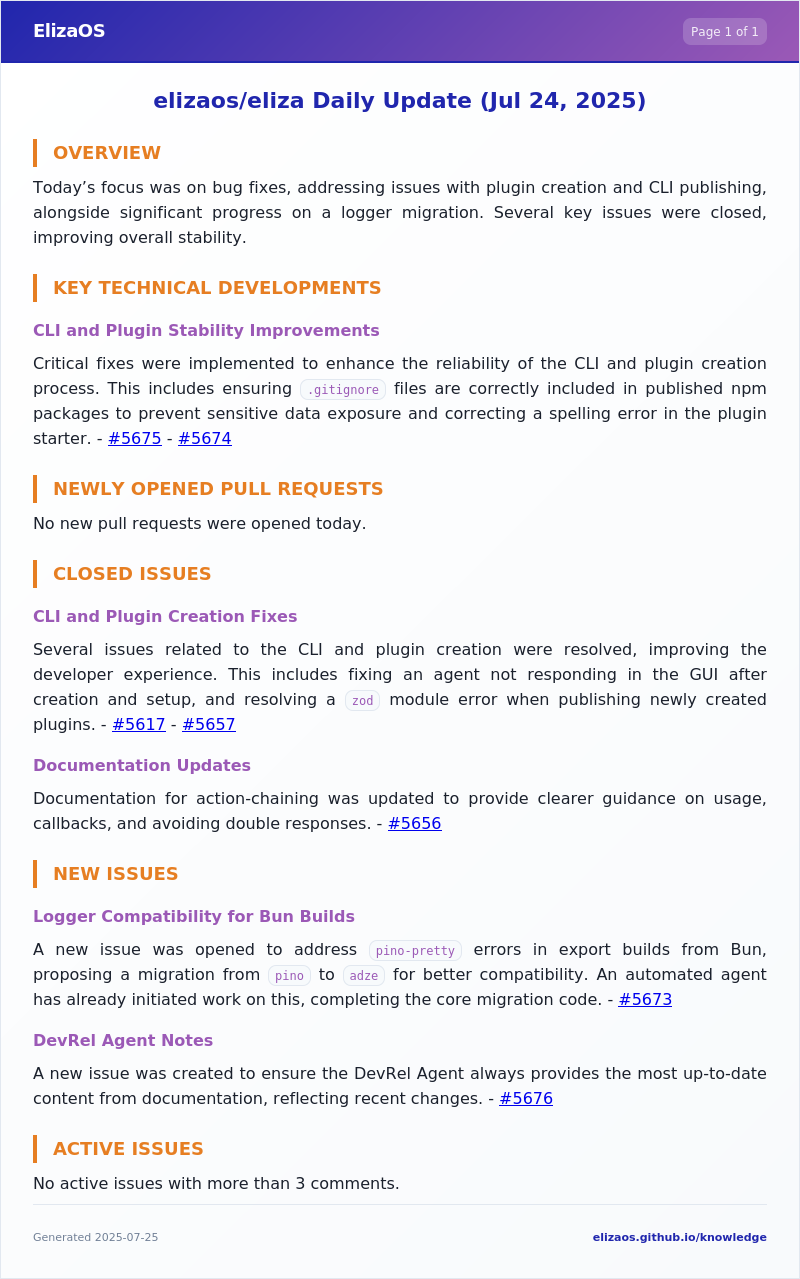 ElizaOS
Page 1 of 1
elizaos/eliza Daily Update (Jul 24, 2025)
OVERVIEW
Today’s focus was on bug fixes, addressing issues with plugin creation and CLI publishing,
alongside significant progress on a logger migration. Several key issues were closed,
improving overall stability.
KEY TECHNICAL DEVELOPMENTS
CLI and Plugin Stability Improvements
Critical fixes were implemented to enhance the reliability of the CLI and plugin creation
process. This includes ensuring .gitignore files are correctly included in published npm
packages to prevent sensitive data exposure and correcting a spelling error in the plugin
starter. - #5675 - #5674
NEWLY OPENED PULL REQUESTS
No new pull requests were opened today.
CLOSED ISSUES
CLI and Plugin Creation Fixes
Several issues related to the CLI and plugin creation were resolved, improving the
developer experience. This includes fixing an agent not responding in the GUI after
creation and setup, and resolving a zod module error when publishing newly created
plugins. - #5617 - #5657
Documentation Updates
Documentation for action-chaining was updated to provide clearer guidance on usage,
callbacks, and avoiding double responses. - #5656
NEW ISSUES
Logger Compatibility for Bun Builds
A new issue was opened to address pino-pretty errors in export builds from Bun,
proposing a migration from pino to adze for better compatibility. An automated agent
has already initiated work on this, completing the core migration code. - #5673
DevRel Agent Notes
A new issue was created to ensure the DevRel Agent always provides the most up-to-date
content from documentation, reflecting recent changes. - #5676
ACTIVE ISSUES
No active issues with more than 3 comments.
Generated 2025-07-25
elizaos.github.io/knowledge